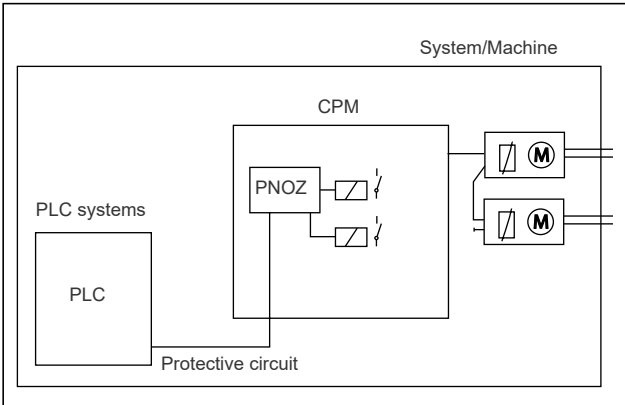 System/Machine
CPM
PNOZ
M
PLC systems
M
PLC
Protective circuit